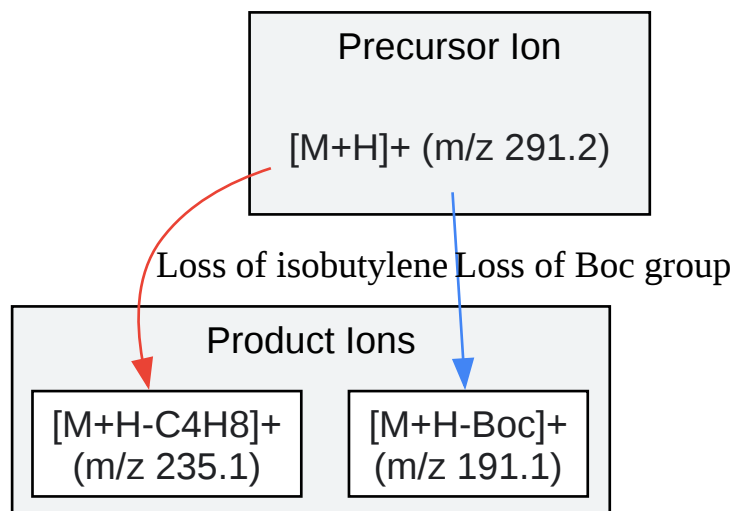 Precursor Ion
[M+H]+ (m/z 291.2)
Loss of isobutylene
Loss of Boc group
Product Ions
[M+H-C4H8]+
(m/z 235.1)
[M+H-Boc]+
(m/z 191.1)